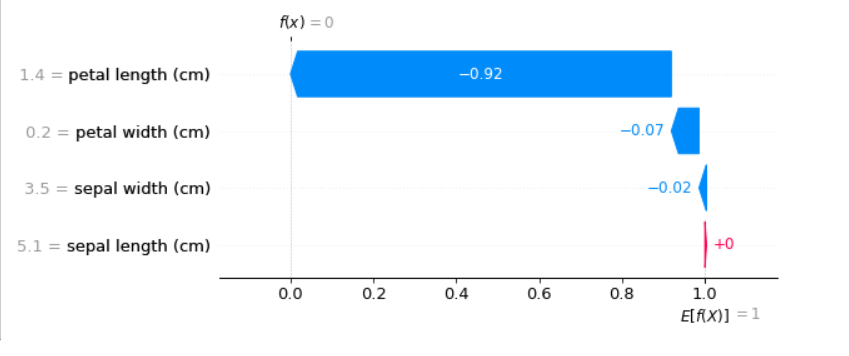 f(x) = 0
1.4 = petal length (cm)
−0.92
0.2 = petal width (cm)
−0.07
3.5 = sepal width (cm)
−0.02
5.1 = sepal length (cm)
+0
0.0 0.2 0.4 0.6 0.8 1.0
E[f(X)] = 1